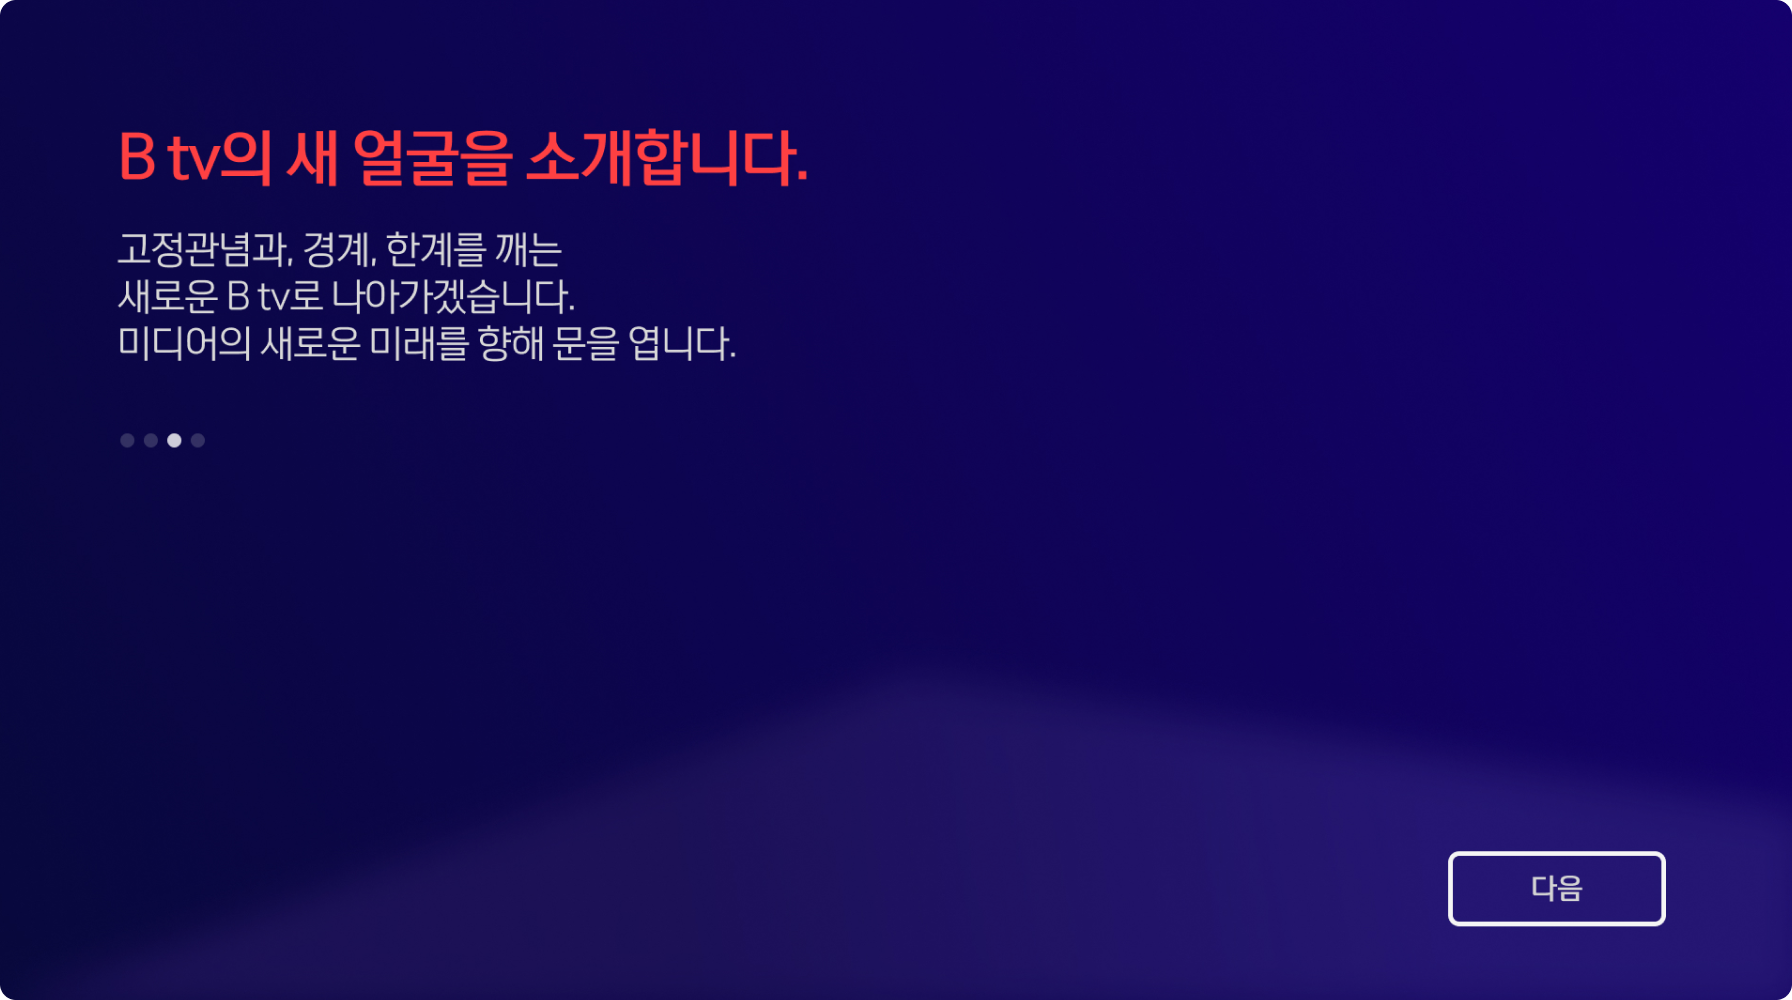 B tv의 새 얼굴을 소개합니다.
고정관념과, 경계, 한계를 깨는
새로운 B tv로 나아가겠습니다.
미디어의 새로운 미래를 향해 문을 엽니다.
다음